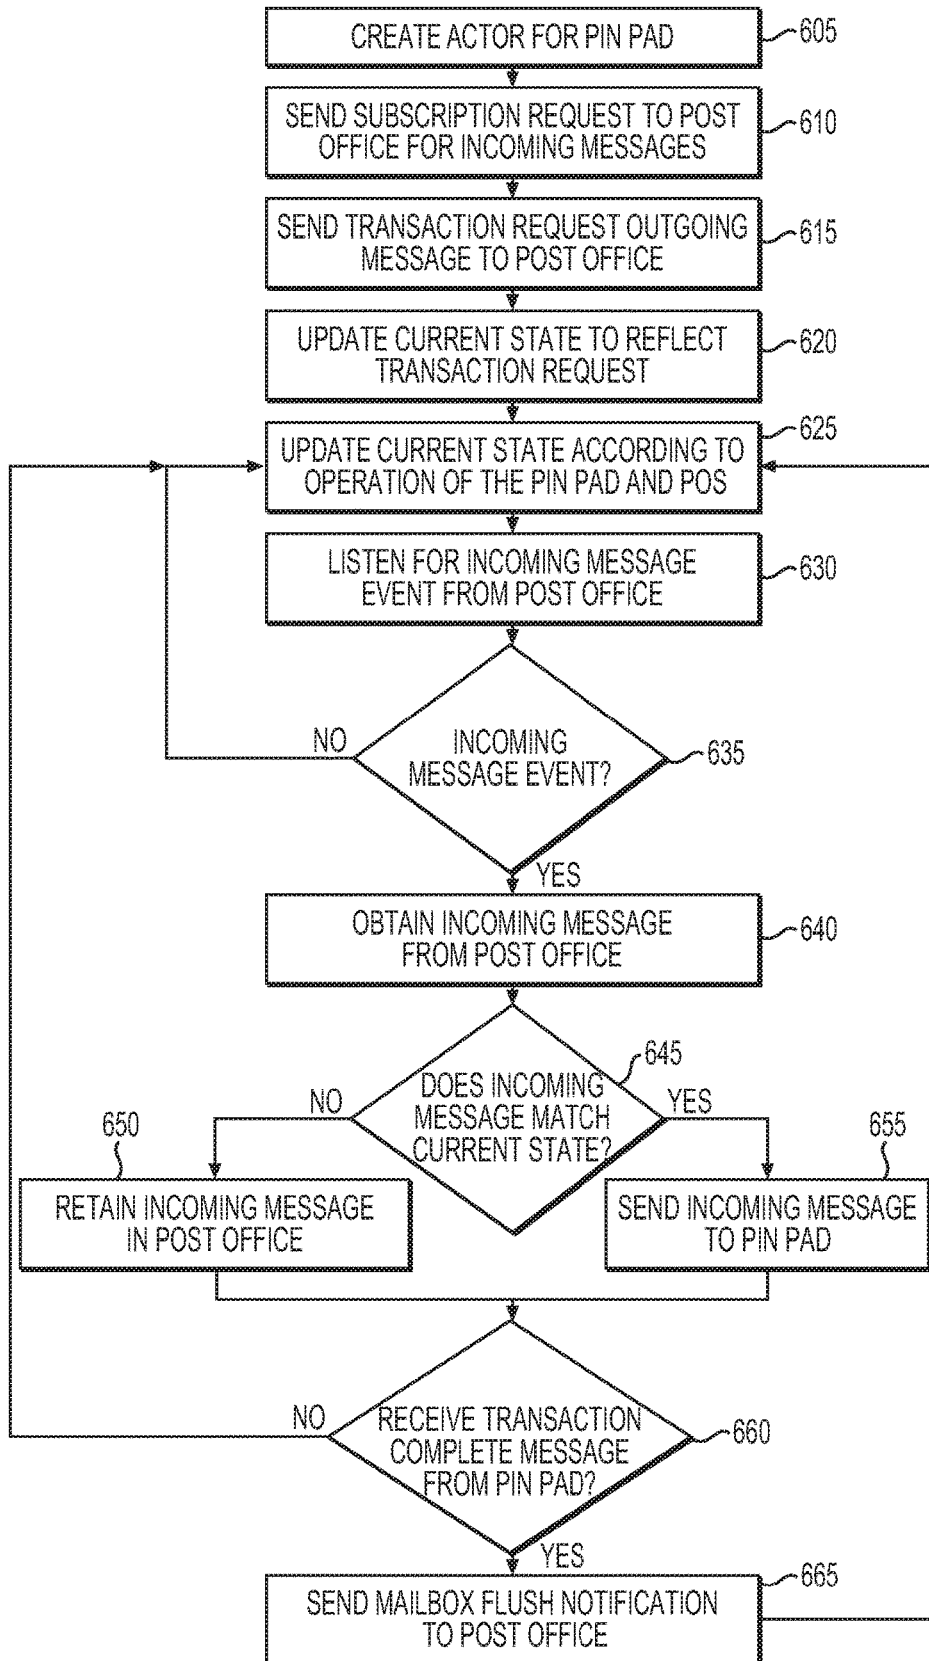 CREATE ACTOR FOR PIN PAD
605
SEND SUBSCRIPTION REQUEST TO POST
OFFICE FOR INCOMING MESSAGES
610
SEND TRANSACTION REQUEST OUTGOING
MESSAGE TO POST OFFICE
615
UPDATE CURRENT STATE TO REFLECT
TRANSACTION REQUEST
620
UPDATE CURRENT STATE ACCORDING TO
OPERATION OF THE PIN PAD AND POS
625
LISTEN FOR INCOMING MESSAGE
EVENT FROM POST OFFICE
630
NO
INCOMING
MESSAGE EVENT?
635
YES
OBTAIN INCOMING MESSAGE
FROM POST OFFICE
640
645
NO
DOES INCOMING
MESSAGE MATCH
CURRENT STATE?
YES
650
RETAIN INCOMING MESSAGE
IN POST OFFICE
655
SEND INCOMING MESSAGE
TO PIN PAD
NO
RECEIVE TRANSACTION
COMPLETE MESSAGE
FROM PIN PAD?
660
YES
SEND MAILBOX FLUSH NOTIFICATION
TO POST OFFICE
665